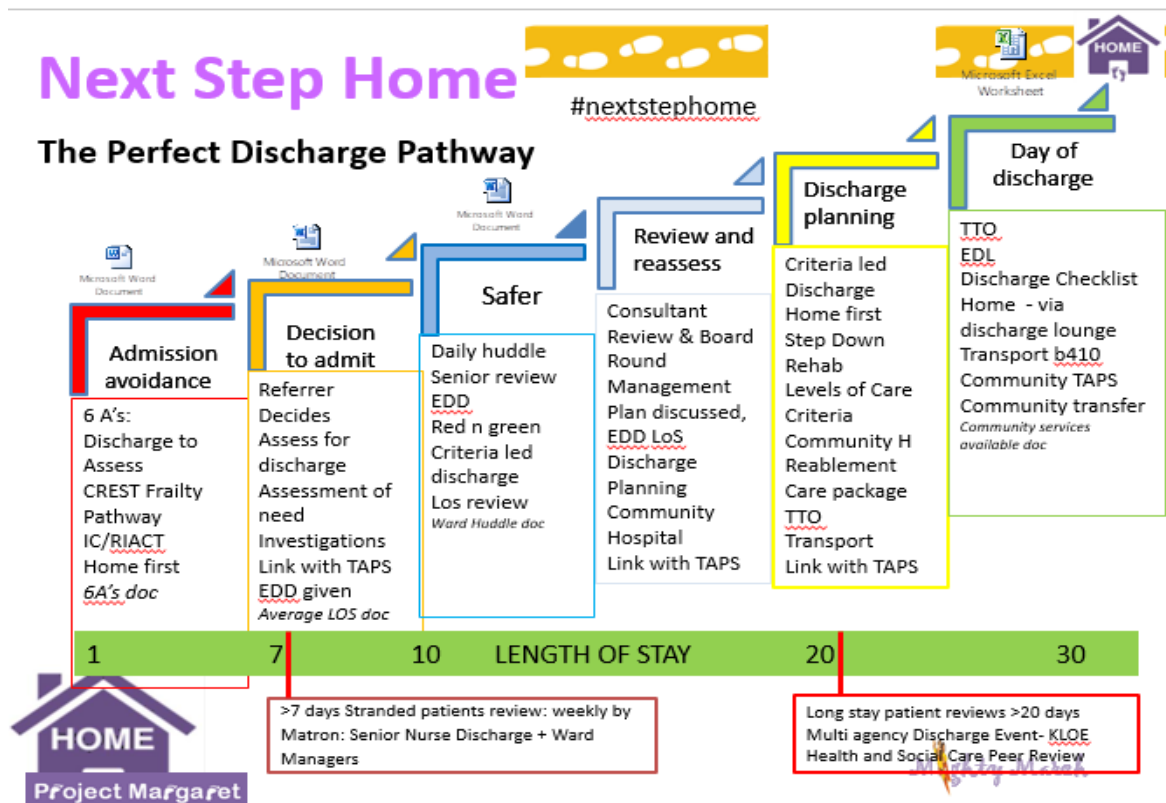 Next Step Home
#nextstephome
Microsoft Excel
Worksheet
HOME
The Perfect Discharge Pathway
Microsoft Word
Document
Admission
avoidance
6 A's:
Discharge to
Assess
CREST Frailty
Pathway
IC/RIACT
Home first
6A's doc
Microsoft Word
Document
Decision
to admit
Referrer
Decides
Assess for
discharge
Assessment of
need
Investigations
Link with TAPS
EDD given
Average LOS doc
Microsoft Word
Document
Safer
Daily huddle
Senior review
EDD
Red n green
Criteria led
discharge
Los review
Ward Huddle doc
Review and
reassess
Consultant
Review & Board
Round
Management
Plan discussed,
EDD LoS
Discharge
Planning
Community
Hospital
Link with TAPS
Discharge
planning
Criteria led
Discharge
Home first
Step Down
Rehab
Levels of Care
Criteria
Community H
Reablement
Care package
TTO
Transport
Link with TAPS
Day of
discharge
TTO
EDL
Discharge Checklist
Home - via
discharge lounge
Transport b410
Community TAPS
Community transfer
Community services
available doc
1 7 10 LENGTH OF STAY 20 30
>7 days Stranded patients review: weekly by
Matron: Senior Nurse Discharge + Ward
Managers
Long stay patient reviews >20 days
Multi agency Discharge Event- KLOE
Health and Social Care Peer Review
Mighty March
HOME
Project Margaret